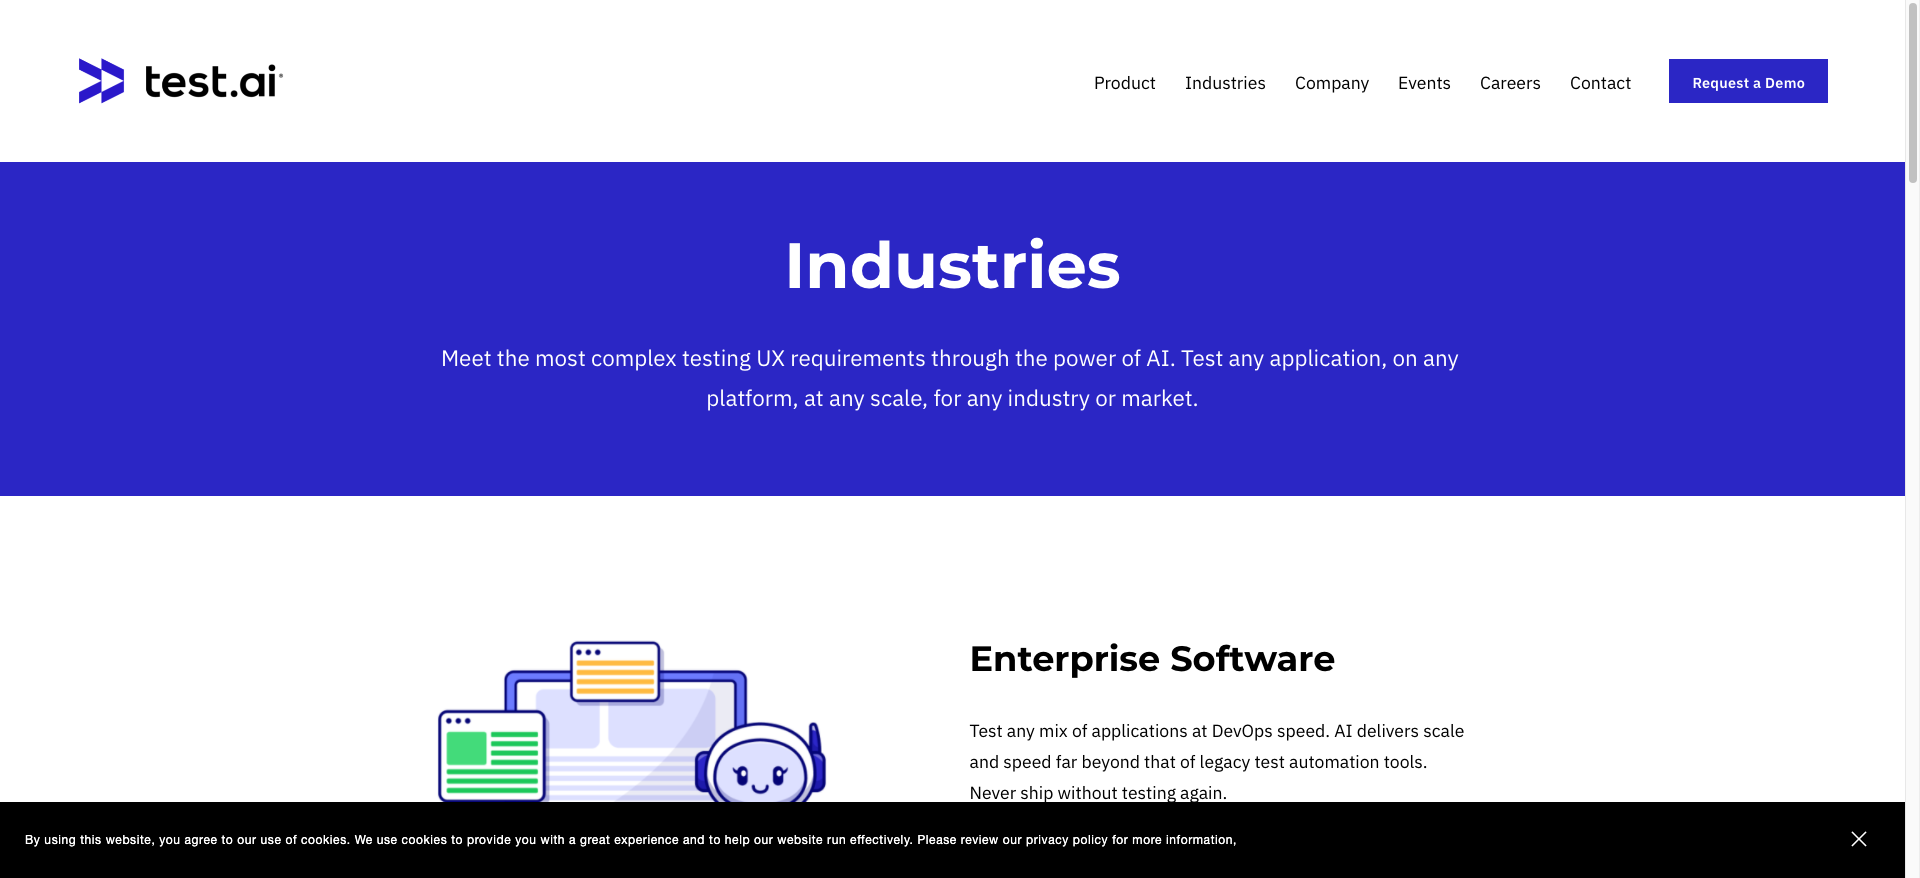 test.ai
Product Industries Company Events Careers Contact Request a Demo
Industries
Meet the most complex testing UX requirements through the power of AI. Test any application, on any
platform, at any scale, for any industry or market.
Enterprise Software
Test any mix of applications at DevOps speed. AI delivers scale
and speed far beyond that of legacy test automation tools.
Never ship without testing again.
By using this website, you agree to our use of cookies. We use cookies to provide you with a great experience and to help our website run effectively. Please review our privacy policy for more information,